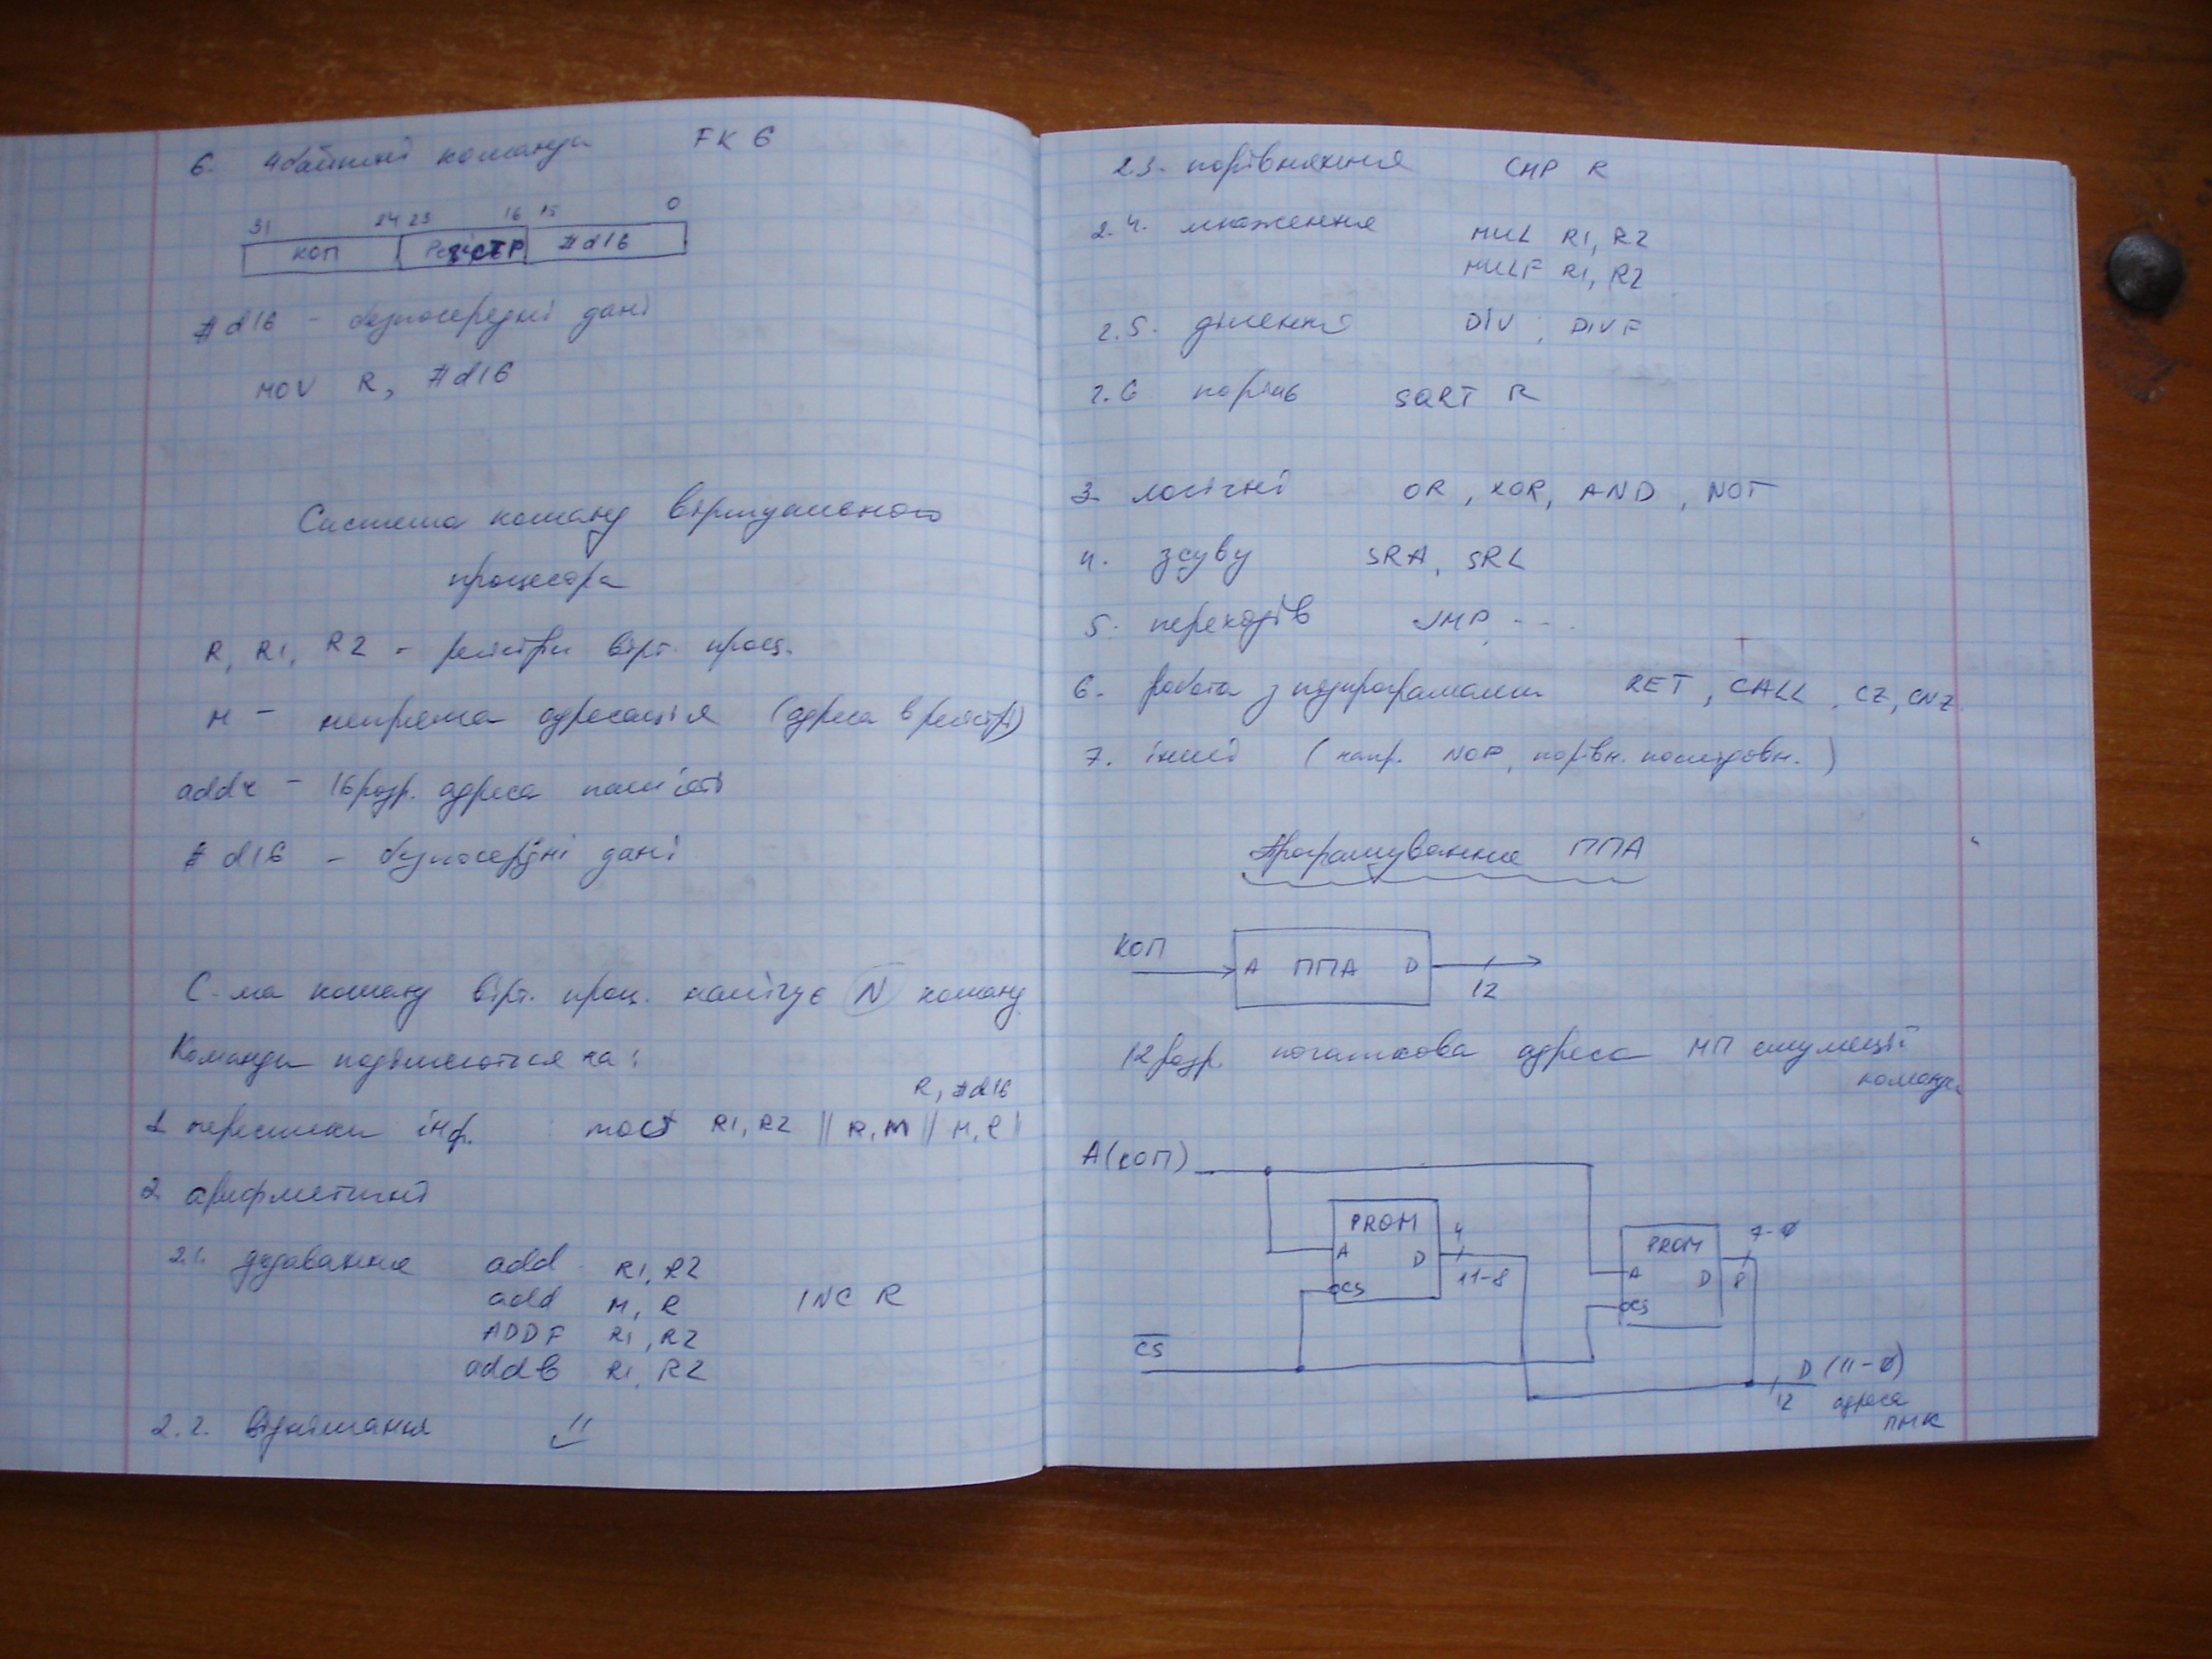 6. 4байтні команди FK 6
31 24 23 16 15 0
КОП Регістр #d16
#d16 - безпосередні дані
MOV R, #d16
Система команд віртуального
процесора
R, R1, R2 - регістри вірт. проц.
M - непряма адресація (адреса в регістрі)
addr - 16розр. адреса пам'яті
#d16 - безпосередні дані
С-ма команд вірт. проц. налічує N команд
Команди поділяються на:
R, #d16
1 пересилки інф. : R1, R2 || R, M || M, R
2 арифметичні
2.1. додавання add R1, R2
add M, R INC R
ADDF R1, R2
addb R1, R2
2.2. віднімання //
2.3. порівняння CMP R
2.4. множення MUL R1, R2
MULF R1, R2
2.5. ділення DIV ; DIVF
2.6 корінь SQRT R
3 логічні OR, XOR, AND, NOT
4. зсуву SRA, SRL
5. переходів JMP, ---
6. робота з підпрограмами RET, CALL, CZ, CNZ
7. інші (напр. NOP, порівн. послідовн.)
Програмування ППА
КОП
A ППА D
12
12розр. початкова адреса МП емуляції
команди
A(КОП)
PROM 4 7-0
A D 11-8 PROM
CS A D 8
CS
CS
D (11-0)
12 адреса
ПМК